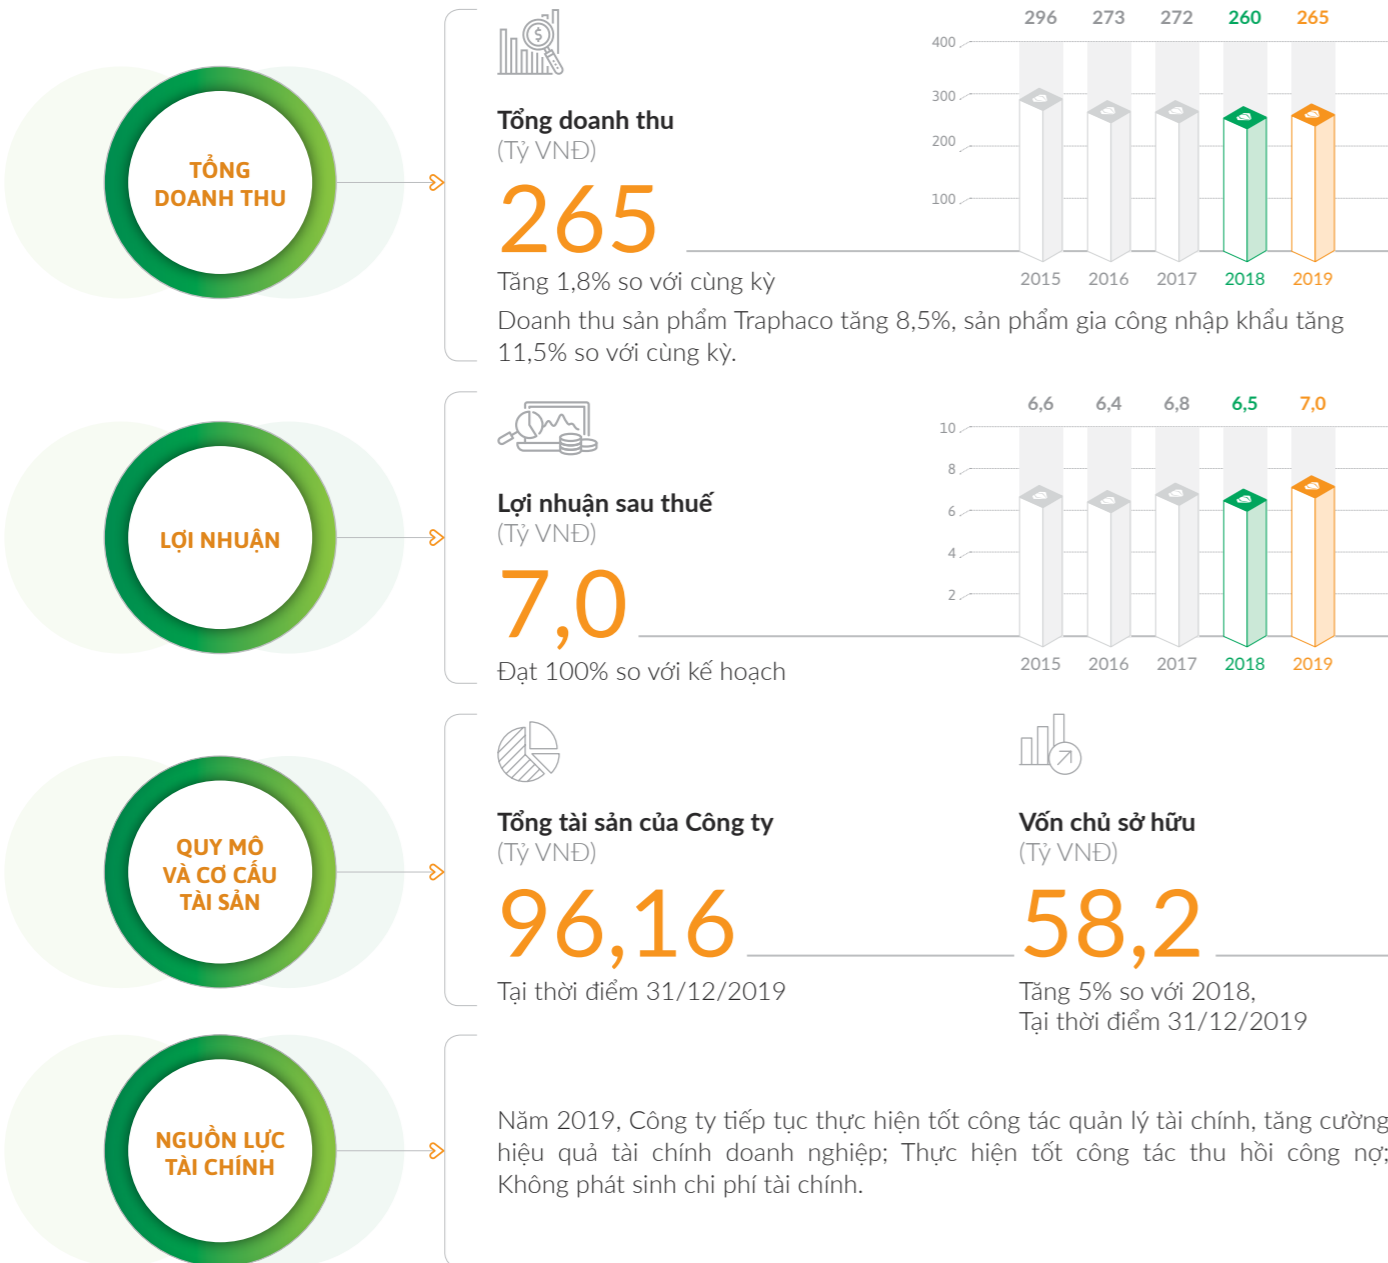 TỔNG
DOANH THU
Tổng doanh thu
(Tỷ VNĐ)
265
Tăng 1,8% so với cùng kỳ
Doanh thu sản phẩm Traphaco tăng 8,5%, sản phẩm gia công nhập khẩu tăng
11,5% so với cùng kỳ.
296 273 272 260 265
400
300
200
100
2015 2016 2017 2018 2019
LỢI NHUẬN
Lợi nhuận sau thuế
(Tỷ VNĐ)
7,0
Đạt 100% so với kế hoạch
6,6 6,4 6,8 6,5 7,0
10
8
6
4
2
2015 2016 2017 2018 2019
QUY MÔ
VÀ CƠ CẤU
TÀI SẢN
Tổng tài sản của Công ty
(Tỷ VNĐ)
96,16
Tại thời điểm 31/12/2019
Vốn chủ sở hữu
(Tỷ VNĐ)
58,2
Tăng 5% so với 2018,
Tại thời điểm 31/12/2019
NGUỒN LỰC
TÀI CHÍNH
Năm 2019, Công ty tiếp tục thực hiện tốt công tác quản lý tài chính, tăng cường
hiệu quả tài chính doanh nghiệp; Thực hiện tốt công tác thu hồi công nợ;
Không phát sinh chi phí tài chính.